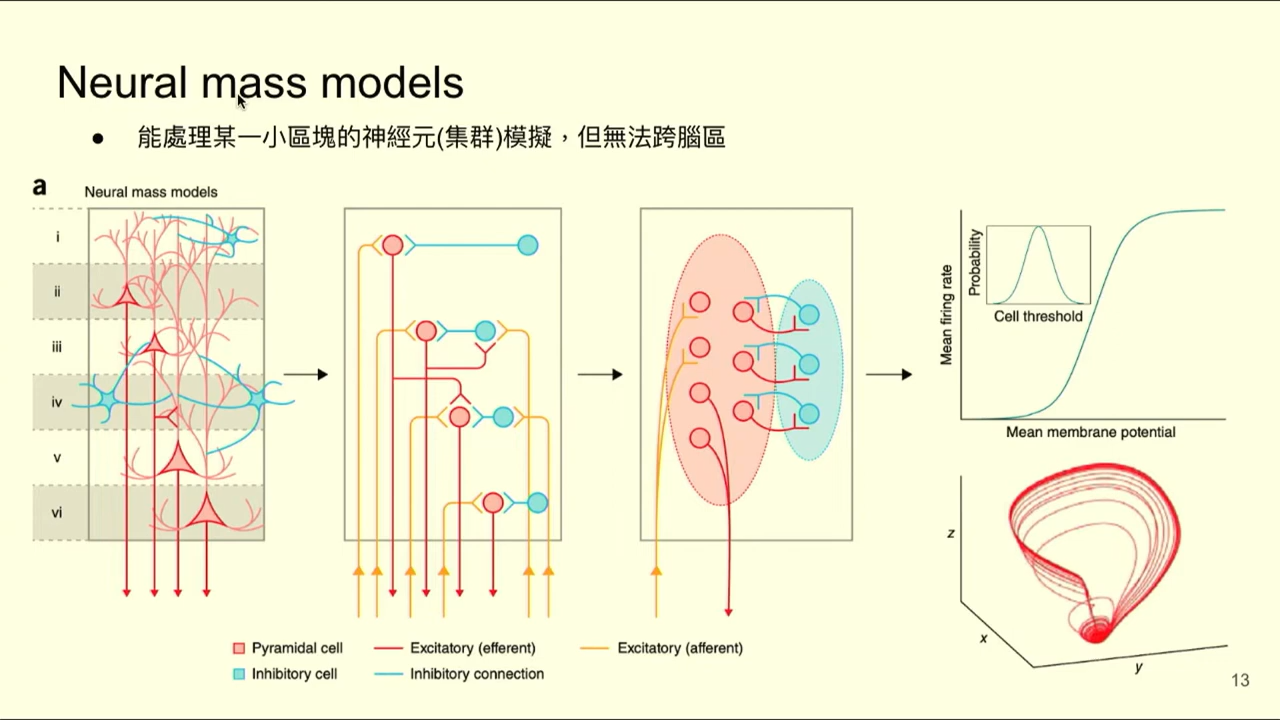 Neural mass models
● 能處理某一小區塊的神經元(集群)模擬，但無法跨腦區
a
Neural mass models
i
ii
iii
iv
v
vi
Mean firing rate
Probability
Cell threshold
Mean membrane potential
z
x
y
Pyramidal cell
Excitatory (efferent)
Excitatory (afferent)
Inhibitory cell
Inhibitory connection
13